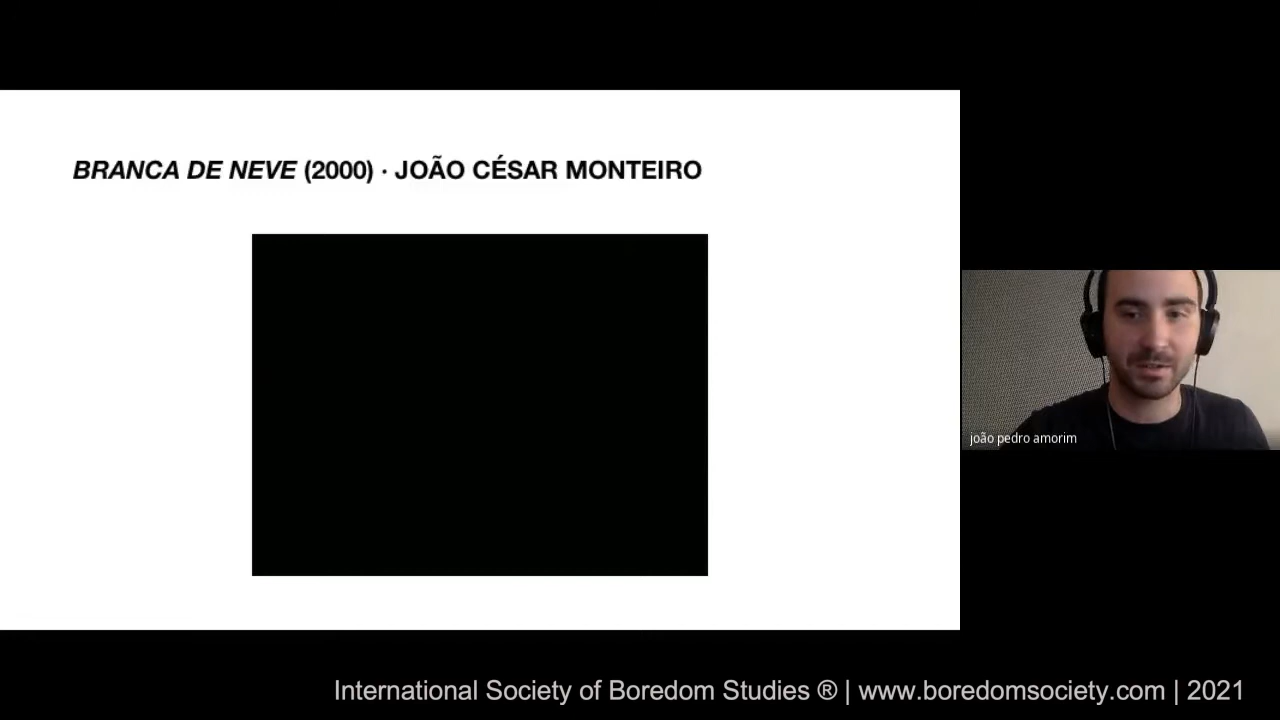 BRANCA DE NEVE (2000) · JOÃO CÉSAR MONTEIRO
joão pedro amorim
International Society of Boredom Studies ® | www.boredomsociety.com | 2021